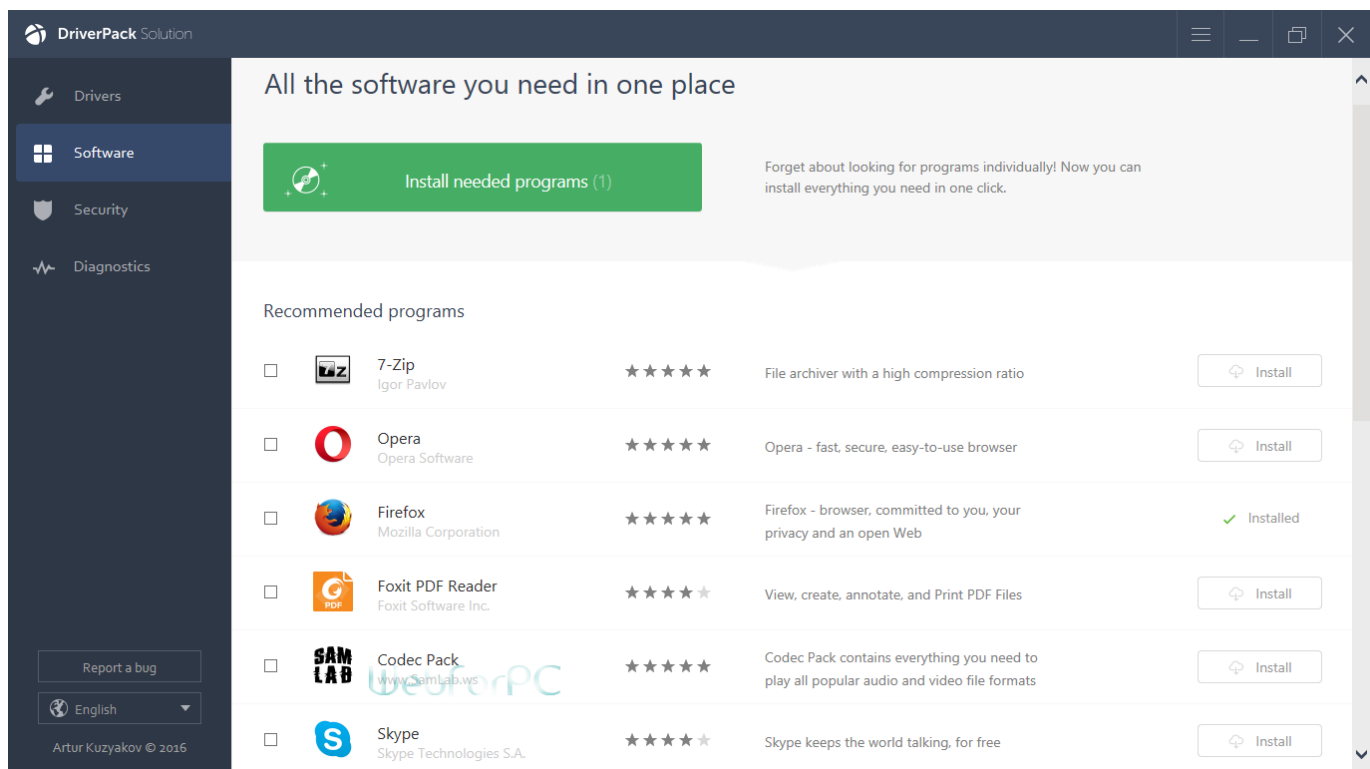 DriverPack Solution
Drivers
Software
Security
Diagnostics
Report a bug
English
Artur Kuzyakov © 2016
All the software you need in one place
Install needed programs (1)
Forget about looking for programs individually! Now you can
install everything you need in one click.
Recommended programs
7-Zip
Igor Pavlov
File archiver with a high compression ratio
Install
Opera
Opera Software
Opera - fast, secure, easy-to-use browser
Install
Firefox
Mozilla Corporation
Firefox - browser, committed to you, your
privacy and an open Web
Installed
PDF
Foxit PDF Reader
Foxit Software Inc.
View, create, annotate, and Print PDF Files
Install
SAM
LAB
Codec Pack
www.SamLab.ws
WebForPC
Codec Pack contains everything you need to
play all popular audio and video file formats
Install
Skype
Skype Technologies S.A.
Skype keeps the world talking, for free
Install